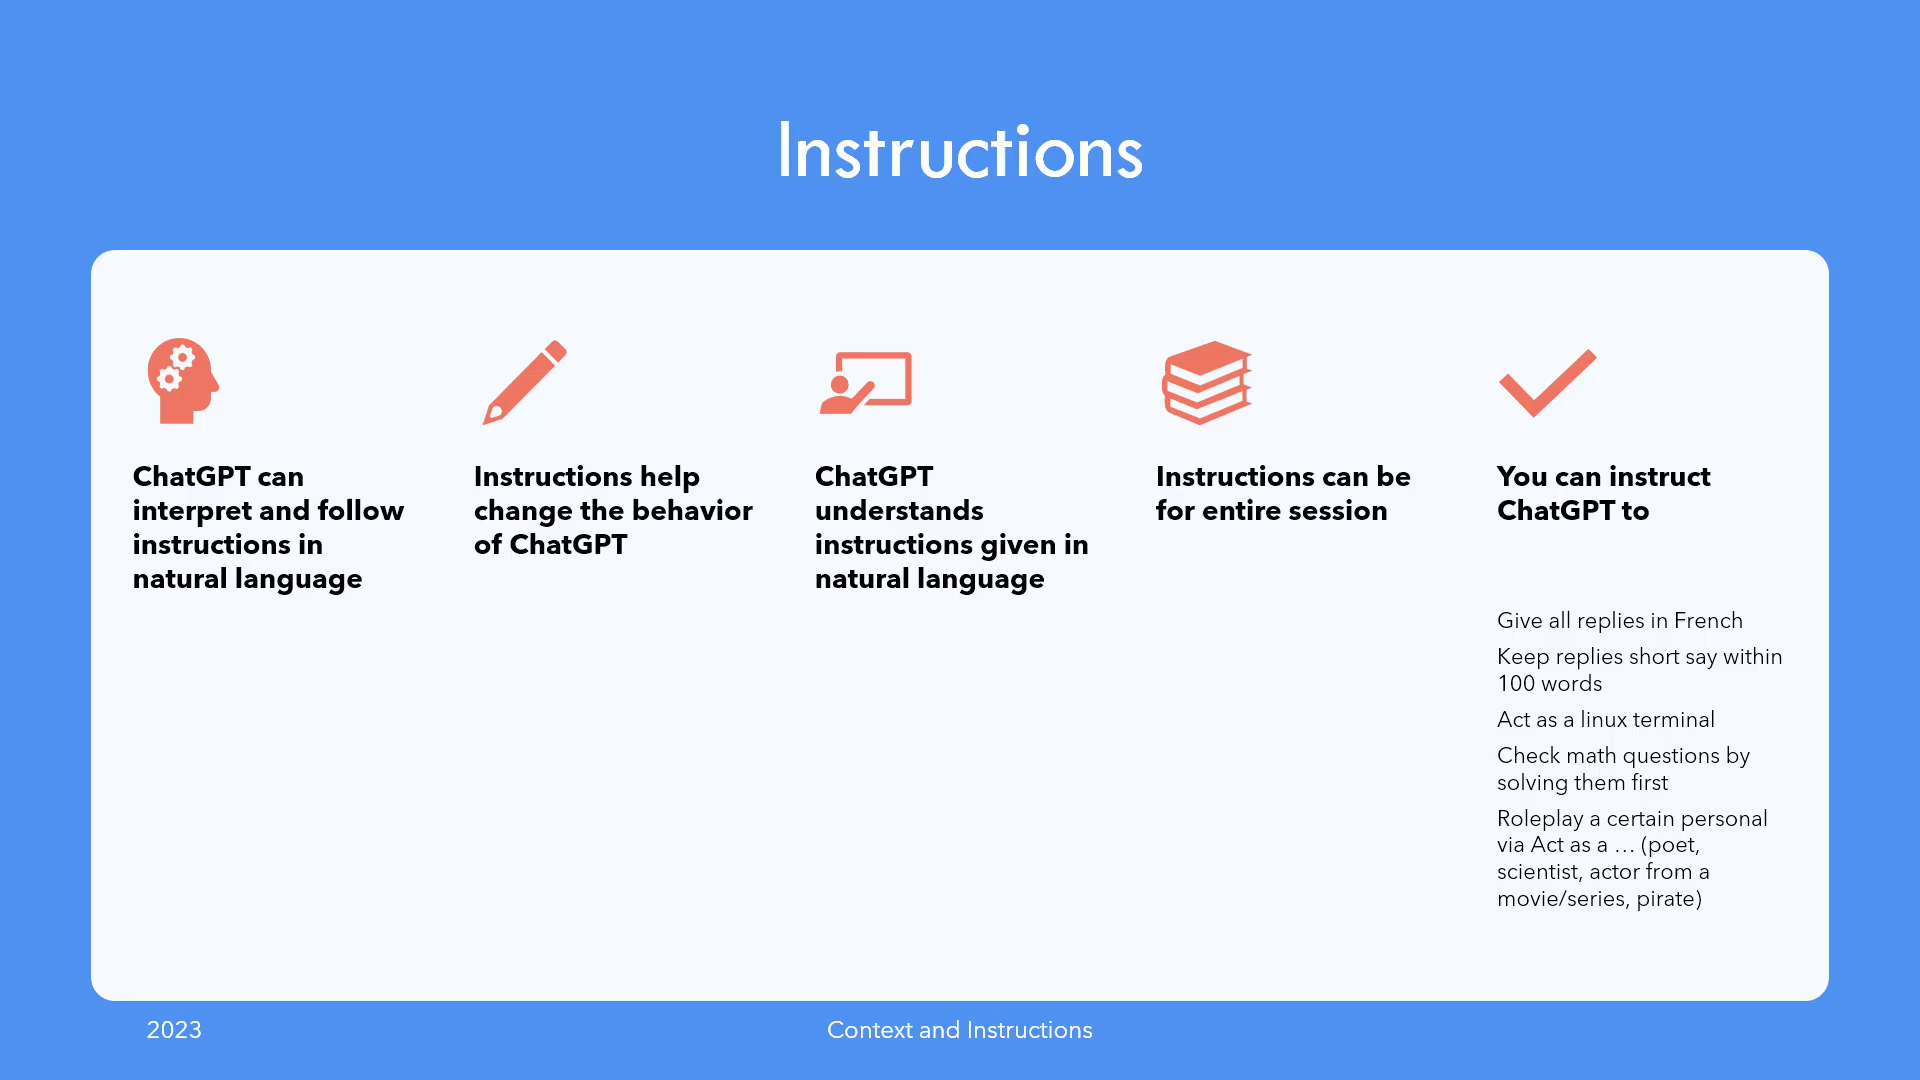 Instructions
ChatGPT can
interpret and follow
instructions in
natural language
Instructions help
change the behavior
of ChatGPT
ChatGPT
understands
instructions given in
natural language
Instructions can be
for entire session
You can instruct
ChatGPT to
Give all replies in French
Keep replies short say within
100 words
Act as a linux terminal
Check math questions by
solving them first
Roleplay a certain personal
via Act as a … (poet,
scientist, actor from a
movie/series, pirate)
2023
Context and Instructions